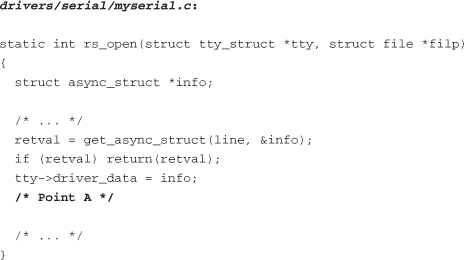 drivers/serial/myserial.c:
static int rs_open(struct tty_struct *tty, struct file *filp)
{
struct async_struct *info;
/* ... */
retval = get_async_struct(line, &info);
if (retval) return(retval);
tty->driver_data = info;
/* Point A */
/* ... */
}